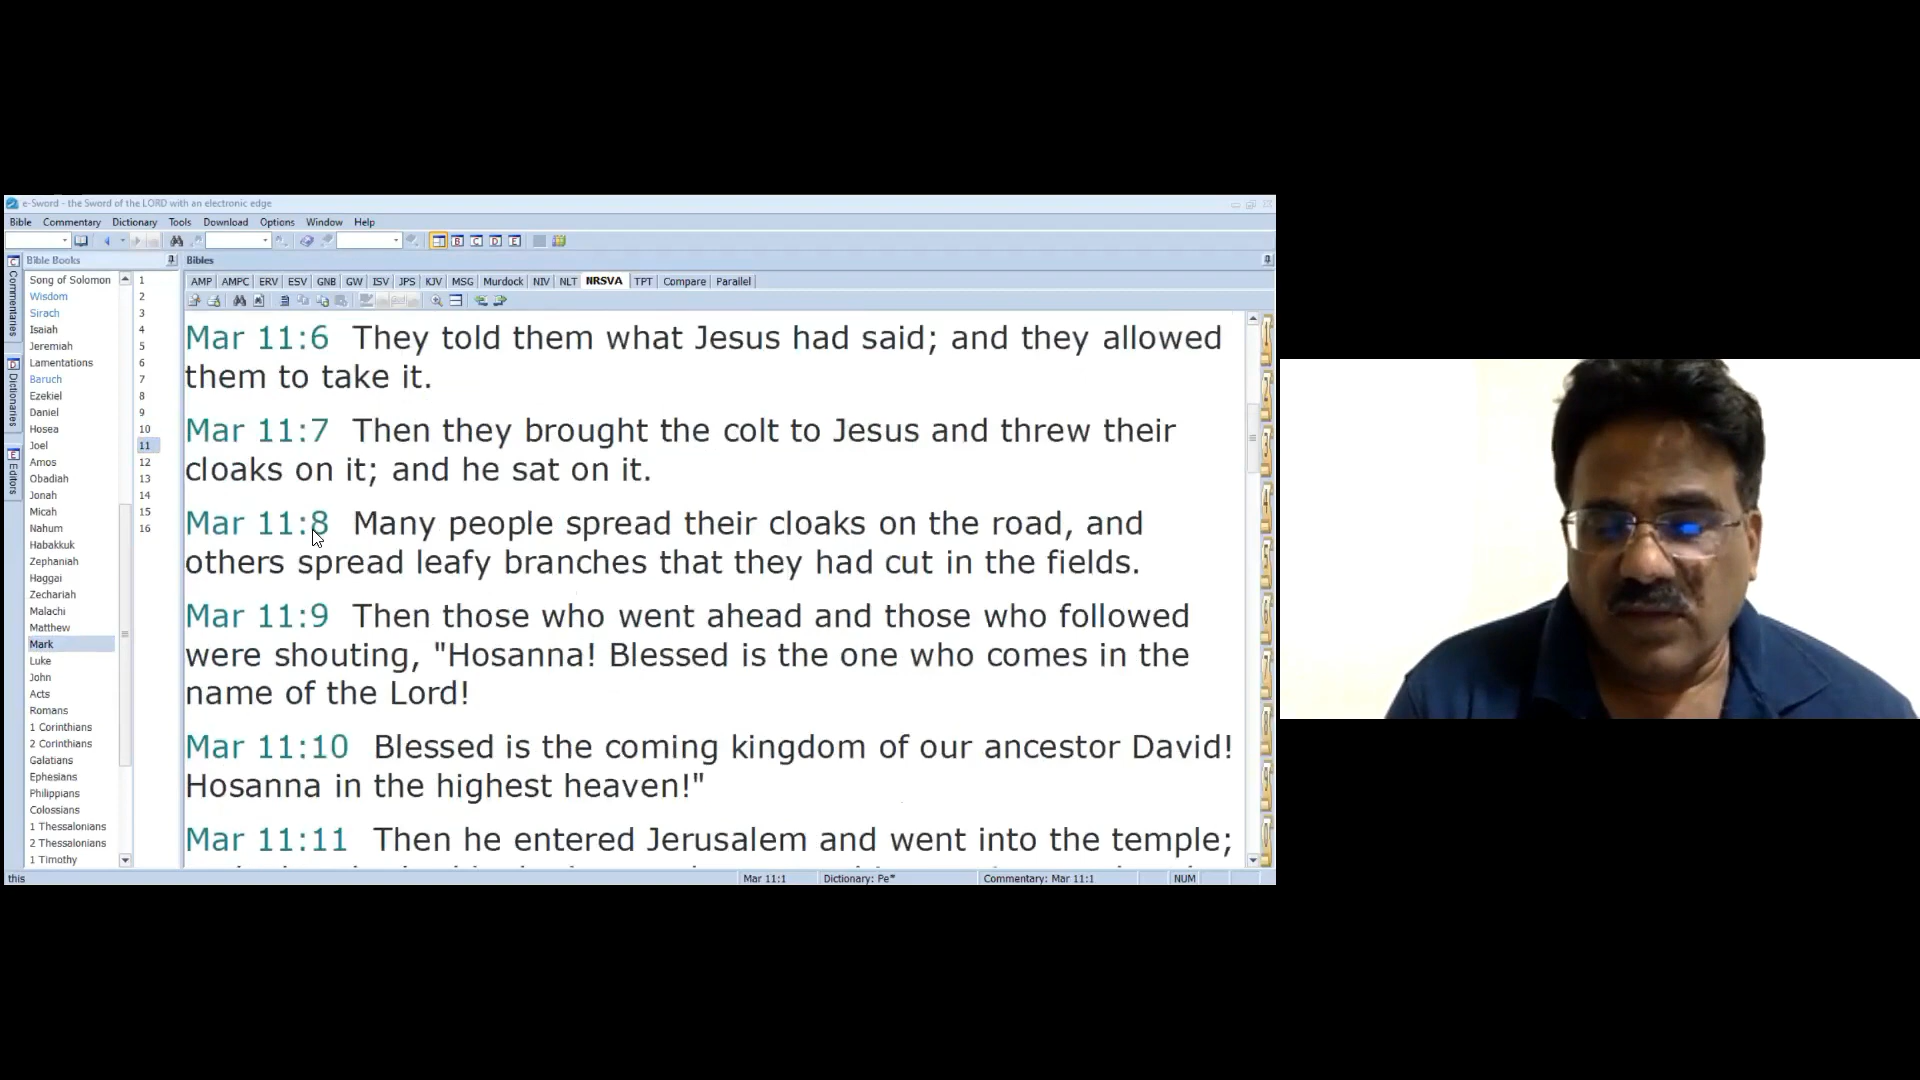 e-Sword - the Sword of the LORD with an electronic edge
Bible Commentary Dictionary Tools Download Options Window Help
B C D E
Bible Books
Bibles
C Commentaries
D Dictionaries
E Editors
AMP AMPC ERV ESV GNB GW ISV JPS KJV MSG Murdock NIV NLT NRSVA TPT Compare Parallel
Song of Solomon
Wisdom
Sirach
Isaiah
Jeremiah
Lamentations
Baruch
Ezekiel
Daniel
Hosea
Joel
Amos
Obadiah
Jonah
Micah
Nahum
Habakkuk
Zephaniah
Haggai
Zechariah
Malachi
Matthew
Mark
Luke
John
Acts
Romans
1 Corinthians
2 Corinthians
Galatians
Ephesians
Philippians
Colossians
1 Thessalonians
2 Thessalonians
1 Timothy
1
2
3
4
5
6
7
8
9
10
11
12
13
14
15
16
Mar 11:6 They told them what Jesus had said; and they allowed
them to take it.
Mar 11:7 Then they brought the colt to Jesus and threw their
cloaks on it; and he sat on it.
Mar 11:8 Many people spread their cloaks on the road, and
others spread leafy branches that they had cut in the fields.
Mar 11:9 Then those who went ahead and those who followed
were shouting, "Hosanna! Blessed is the one who comes in the
name of the Lord!
Mar 11:10 Blessed is the coming kingdom of our ancestor David!
Hosanna in the highest heaven!"
Mar 11:11 Then he entered Jerusalem and went into the temple;
this
Mar 11:1
Dictionary: Pe*
Commentary: Mar 11:1
NUM